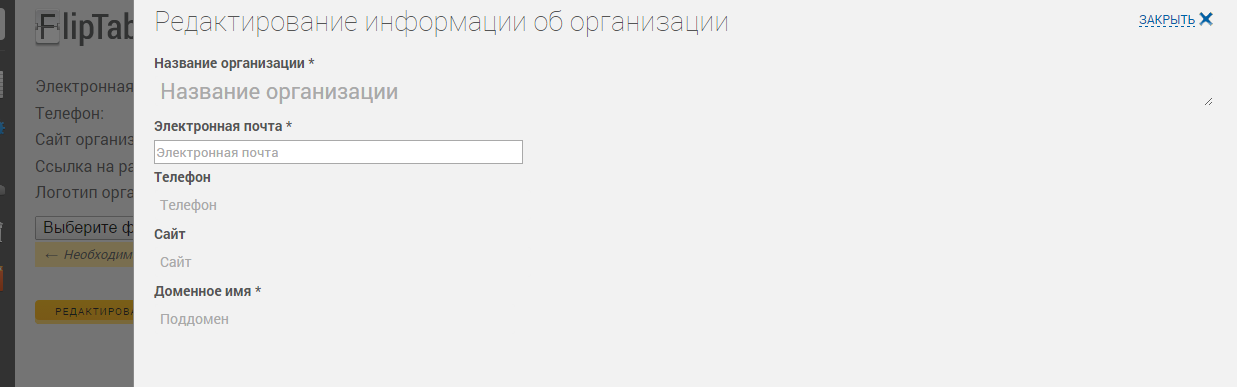 FlipTab
Редактирование информации об организации
ЗАКРЫТЬ
Название организации *
Название организации
Электронная
Электронная почта *
Телефон:
Электронная почта
Сайт организ
Телефон
Ссылка на ра
Логотип орга
Телефон
Выберите ф
Сайт
← Необходим
Сайт
Доменное имя *
РЕДАКТИРОВА
Поддомен